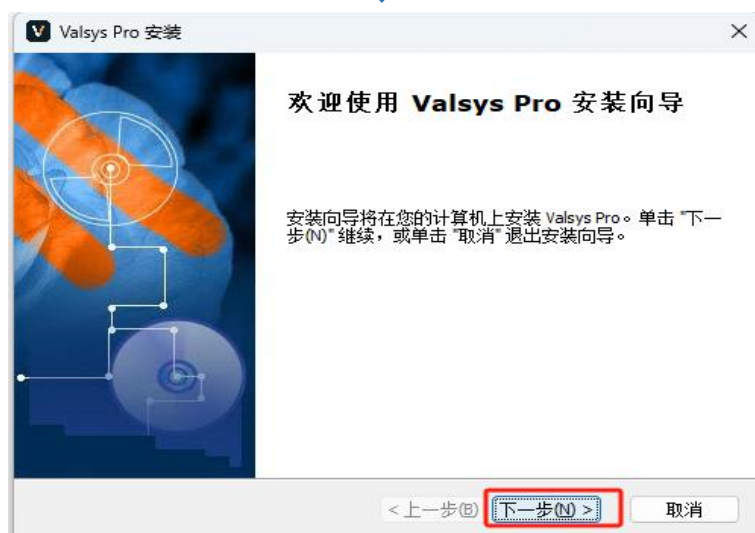 Valsys Pro 安装
欢迎使用 Valsys Pro 安装向导
安装向导将在您的计算机上安装 Valsys Pro。单击 "下一
步(N)" 继续，或单击 "取消" 退出安装向导。
< 上一步(B) 下一步(N) > 取消